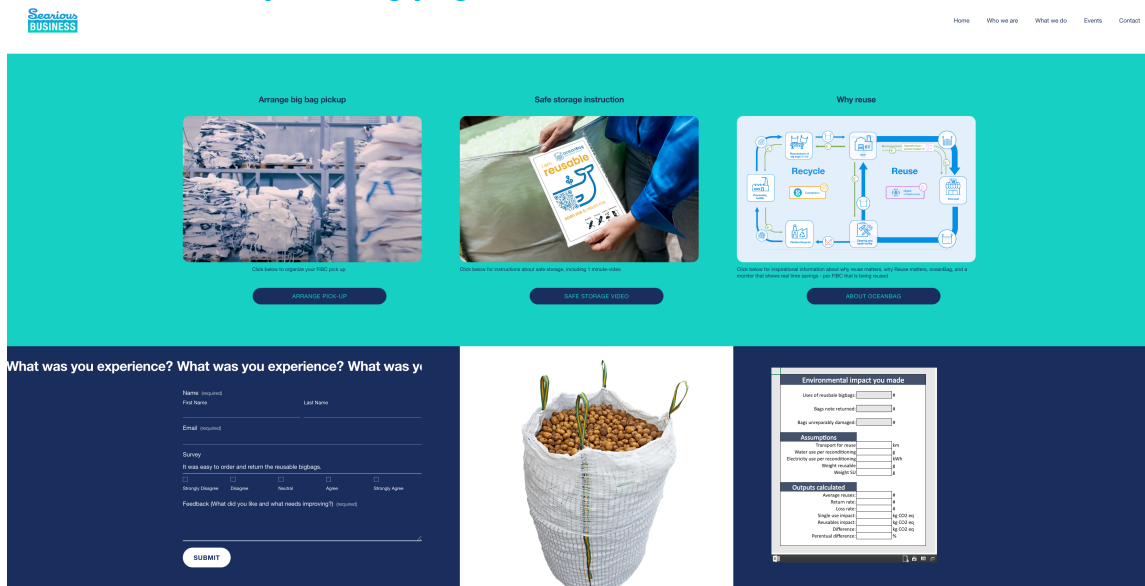 Searious
BUSINESS
Home Who we are What we do Events Contact
Arrange big bag pickup
Safe storage instruction
Why reuse
reusable
Recycle
Reuse
Click below to organize your FIBC pick up
Click below for instructions about safe storage, including 1 minute-video
Click below for inspirational information about why reuse matters, why Reuse matters, oceanBag, and a
monitor that shows real time savings - per FIBC that is being reused
ARRANGE PICK-UP
SAFE STORAGE VIDEO
ABOUT OCEANBAG
What was you experience? What was you experience? What was y
Name (required)
First Name
Last Name
Email (required)
Survey
It was easy to order and return the reusable bigbags.
Strongly Disagree Disagree Neutral Agree Strongly Agree
Feedback (What did you like and what needs improving?) (required)
SUBMIT
Environmental impact you made
Uses of reusbale bigbags: #
Bags note returned: #
Bags unreparably damaged: #
Assumptions
Transport for reuse km
Water use per reconditioning g
Electricity use per reconditioning kWh
Weight reusable g
Weight SU g
Outputs calculated
Average reuses: #
Return rate: #
Loss rate: #
Single use impact: kg CO2 eq
Reusables impact: kg CO2 eq
Difference: kg CO2 eq
Perentual difference: %